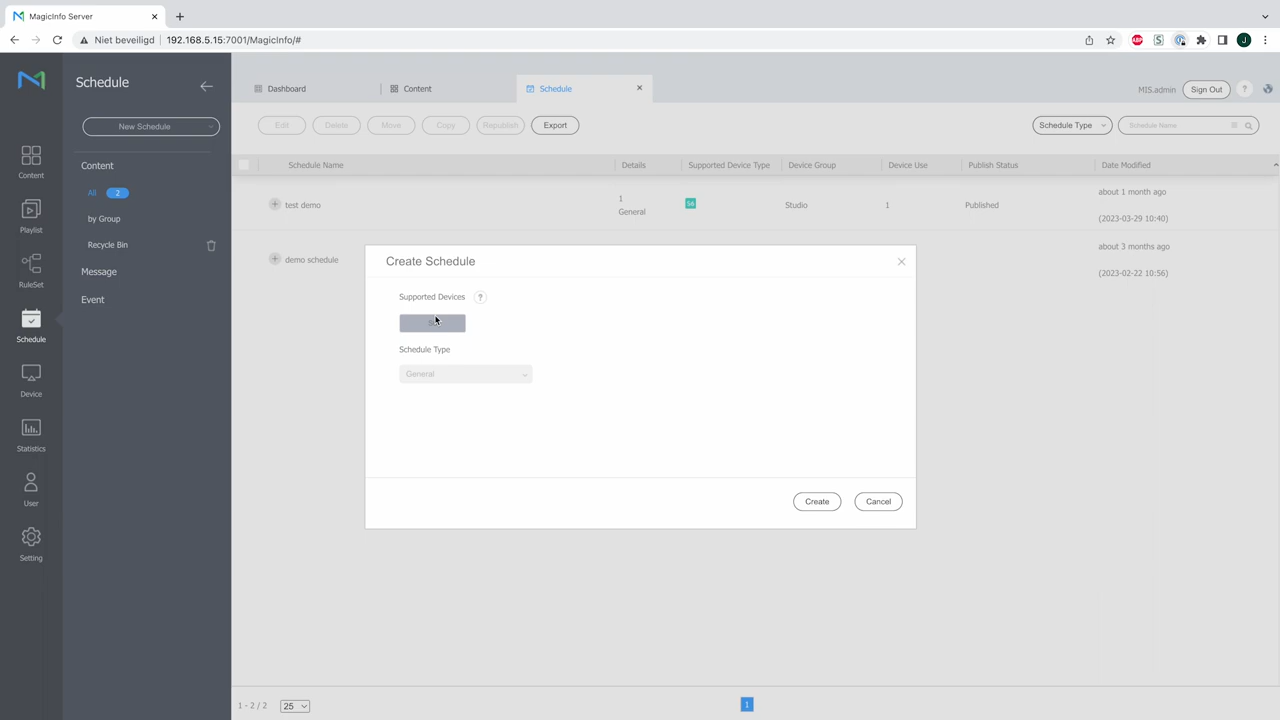 MagicInfo Server
Niet beveiligd
192.168.5.15:7001/MagicInfo/#
ABP
S
J
Schedule
Dashboard
Content
Schedule
MIS.admin
Sign Out
?
New Schedule
Edit
Delete
Move
Copy
Republish
Export
Schedule Type
Schedule Name
Content
All
2
by Group
Recycle Bin
Message
Event
Content
Playlist
RuleSet
Schedule
Device
Statistics
User
Setting
Schedule Name
Details
Supported Device Type
Device Group
Device Use
Publish Status
Date Modified
test demo
1
General
S6
Studio
1
Published
about 1 month ago
(2023-03-29 10:40)
demo schedule
about 3 months ago
(2023-02-22 10:56)
Create Schedule
Supported Devices
?
Schedule Type
General
Create
Cancel
1 - 2 / 2
25
1